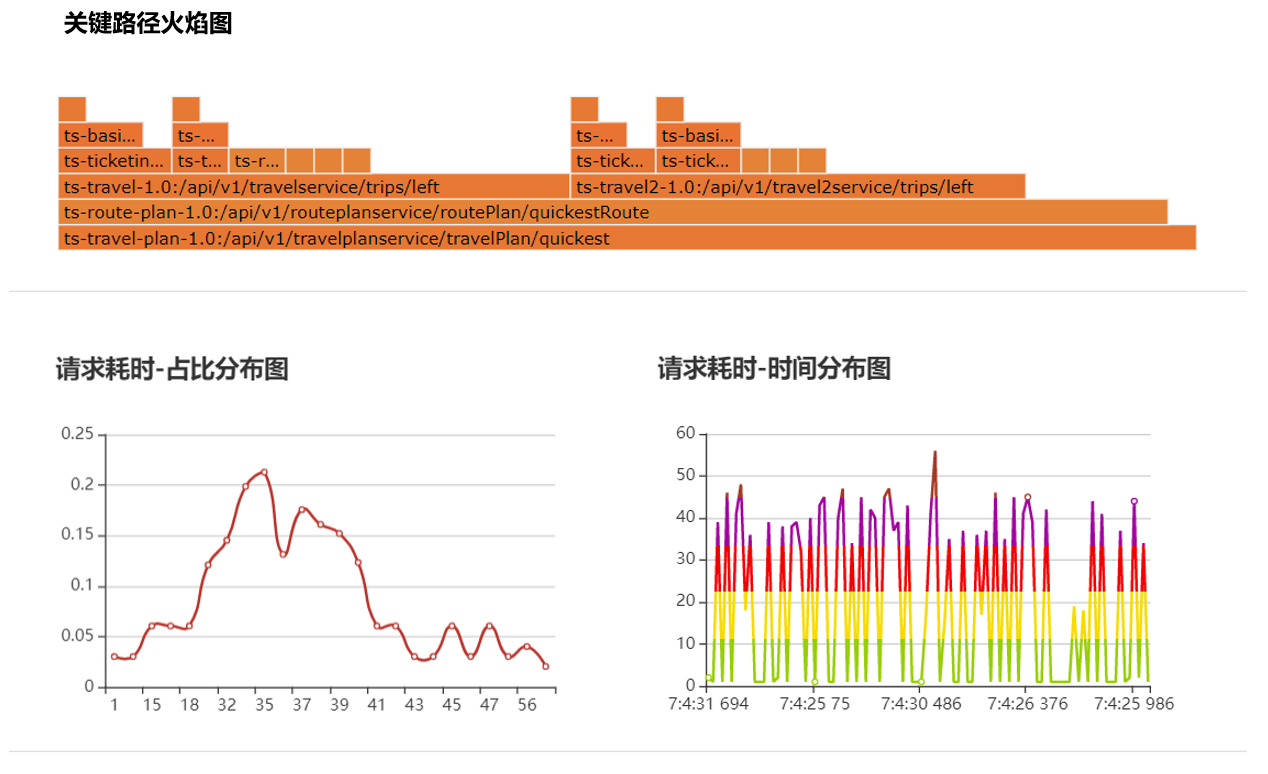 关键路径火焰图
ts-basi... ts-... ts-... ts-basi...
ts-ticketin... ts-t... ts-r... ts-tick... ts-tick...
ts-travel-1.0:/api/v1/travelservice/trips/left ts-travel2-1.0:/api/v1/travel2service/trips/left
ts-route-plan-1.0:/api/v1/routeplanservice/routePlan/quickestRoute
ts-travel-plan-1.0:/api/v1/travelplanservice/travelPlan/quickest
请求耗时-占比分布图
0.25
0.2
0.15
0.1
0.05
0
1 15 18 32 35 37 39 41 43 45 47 56
请求耗时-时间分布图
60
50
40
30
20
10
0
7:4:31 694 7:4:25 75 7:4:30 486 7:4:26 376 7:4:25 986